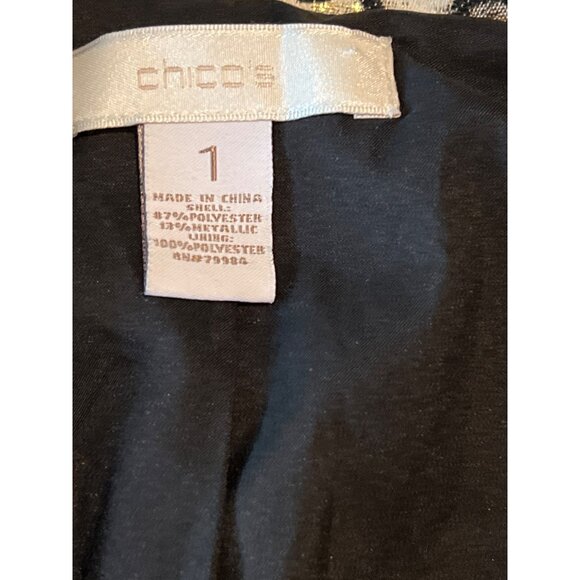 chico's
1
MADE IN CHINA
SHELL:
87%POLYESTER
13%METALLIC
LINING:
100%POLYESTER
RN#79984